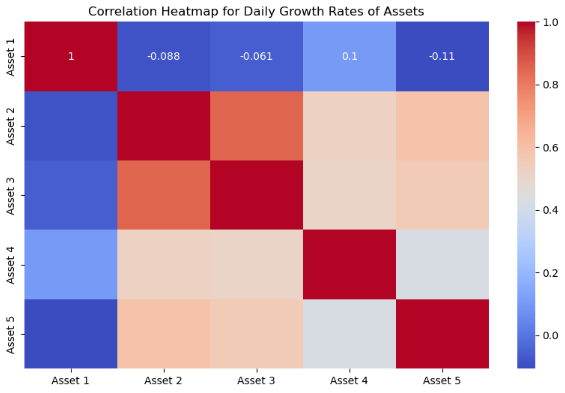 Correlation Heatmap for Daily Growth Rates of Assets
Asset 1
1 -0.088 -0.061 0.1 -0.11
Asset 2
Asset 3
Asset 4
Asset 5
Asset 1 Asset 2 Asset 3 Asset 4 Asset 5
1.0
0.8
0.6
0.4
0.2
0.0